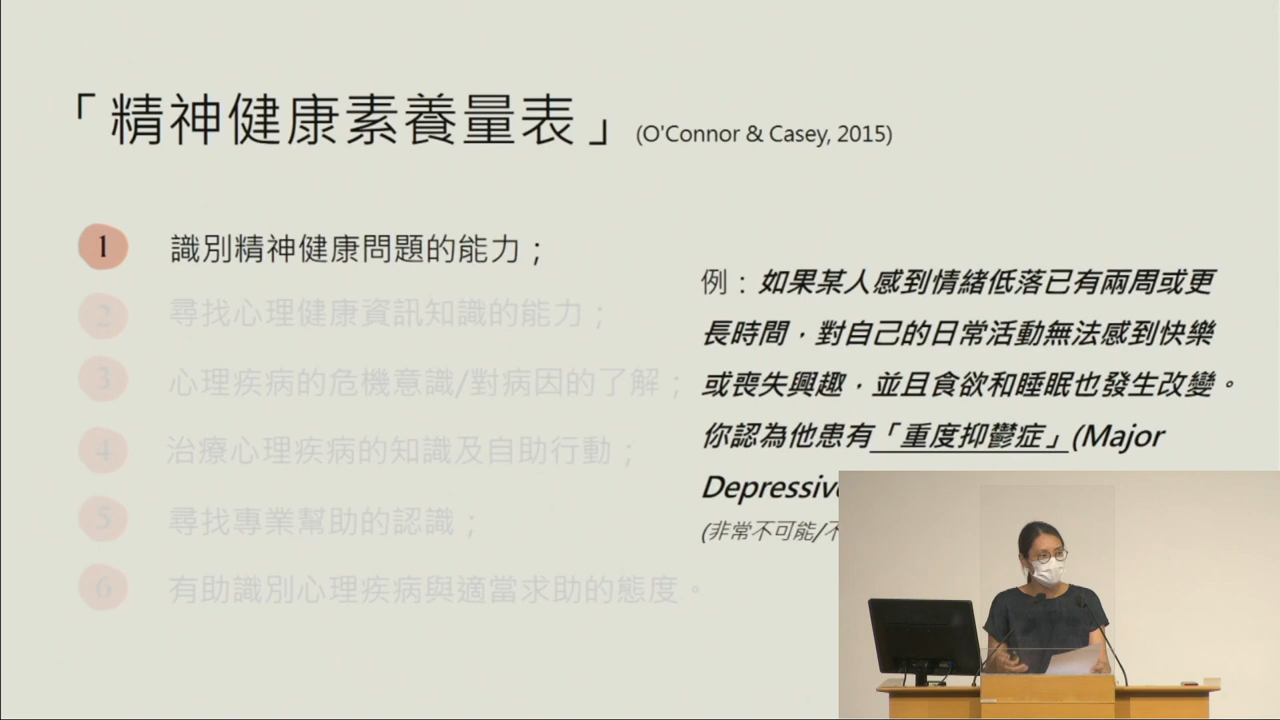 「精神健康素養量表」(O'Connor & Casey, 2015)
1 識別精神健康問題的能力；
2 尋找心理健康資訊知識的能力；
3 心理疾病的危機意識/對病因的了解；
4 治療心理疾病的知識及自助行動；
5 尋找專業幫助的認識；
6 有助識別心理疾病與適當求助的態度。
例：如果某人感到情緒低落已有兩周或更
長時間，對自己的日常活動無法感到快樂
或喪失興趣，並且食欲和睡眠也發生改變。
你認為他患有「重度抑鬱症」(Major
Depressiv
(非常不可能/